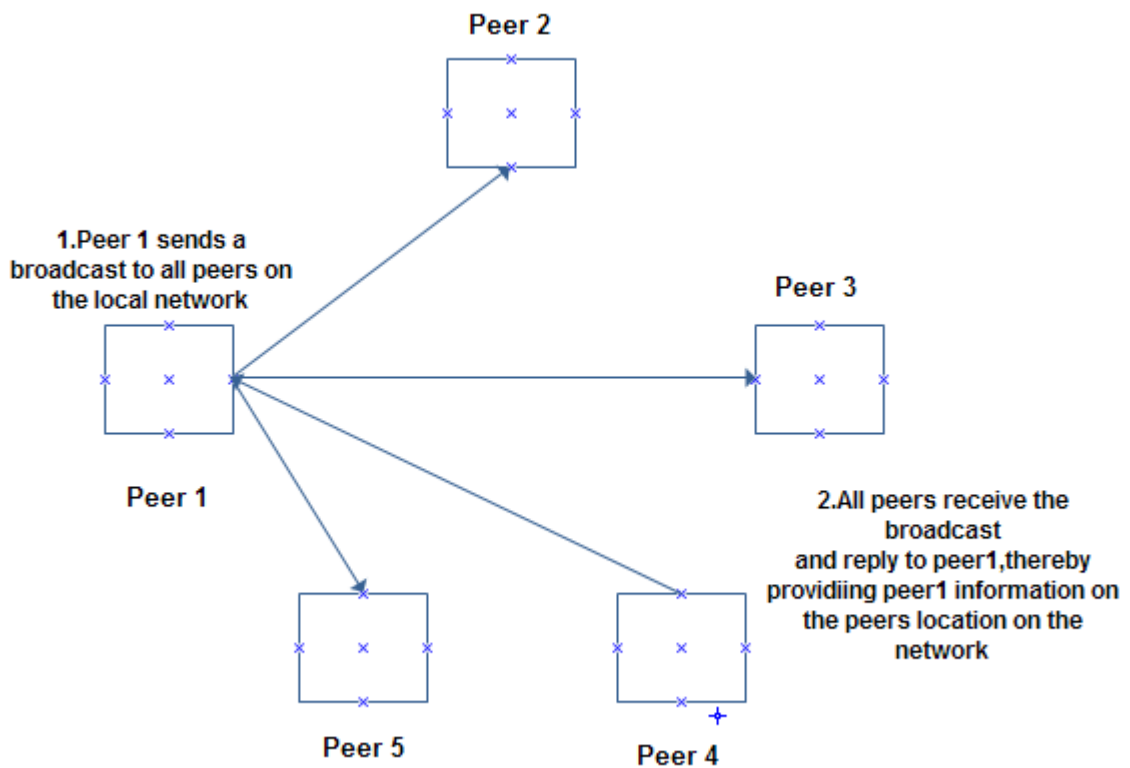 Peer 2
1.Peer 1 sends a
broadcast to all peers on
the local network
Peer 3
Peer 1
2.All peers receive the
broadcast
and reply to peer1,thereby
providiing peer1 information on
the peers location on the
network
Peer 5
Peer 4